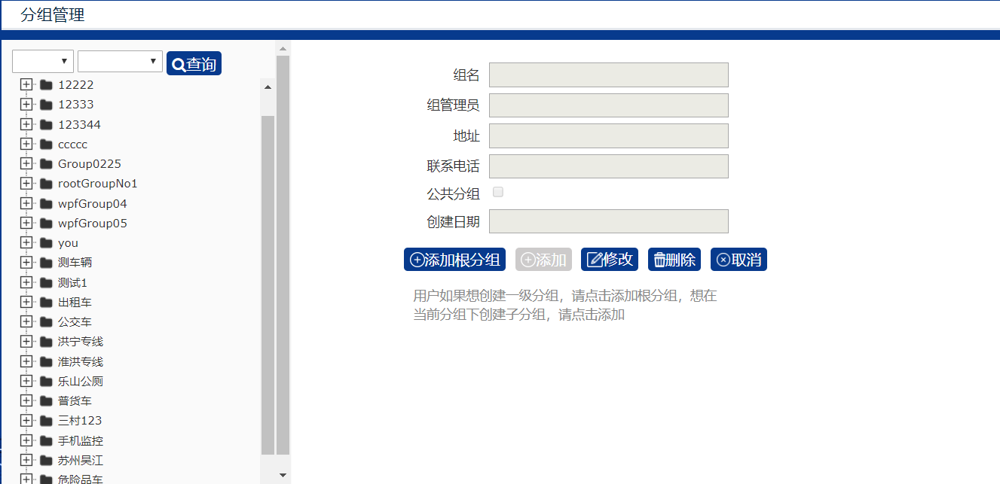 分组管理
查询
12222
12333
123344
ccccc
Group0225
rootGroupNo1
wpfGroup04
wpfGroup05
you
测车辆
测试1
出租车
公交车
洪宁专线
淮洪专线
乐山公厕
普货车
三村123
手机监控
苏州吴江
危险品车
组名
组管理员
地址
联系电话
公共分组
创建日期
添加根分组 添加 修改 删除 取消
用户如果想创建一级分组，请点击添加根分组，想在
当前分组下创建子分组，请点击添加